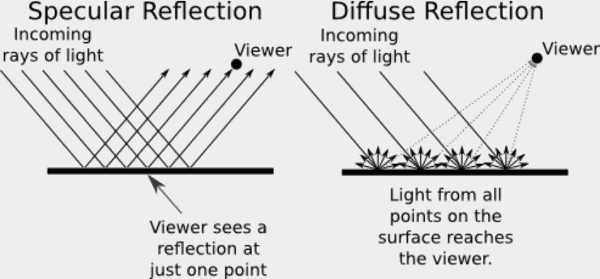 Specular Reflection
Incoming
rays of light
Viewer
Viewer sees a
reflection at
just one point
Diffuse Reflection
Incoming
rays of light
Viewer
Light from all
points on the
surface reaches
the viewer.